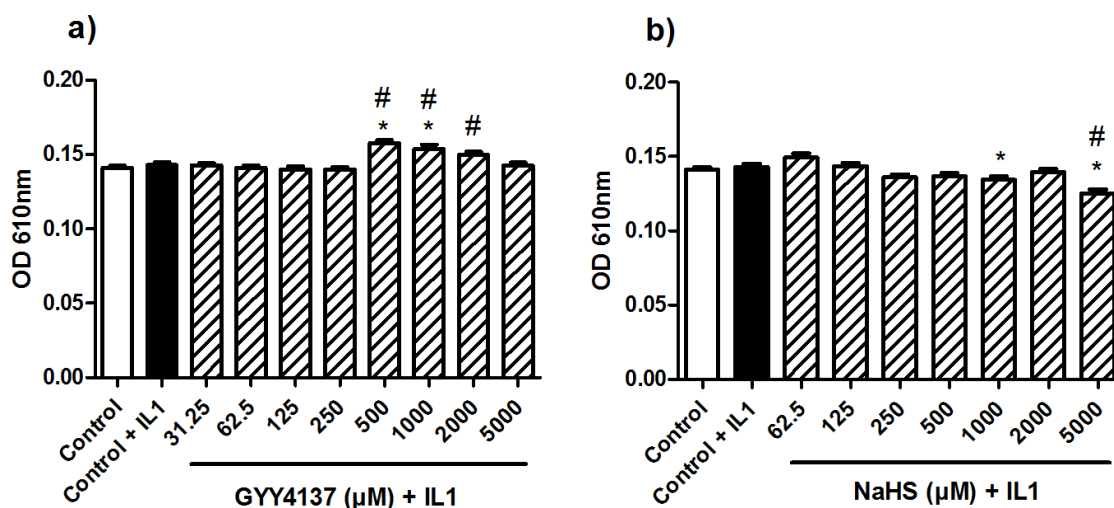 a)
OD 610nm
0.20
0.15
0.10
0.05
0.00
# # #
* *
Control
Control + IL1
31.25
62.5
125
250
500
1000
2000
5000
GYY4137 (µM) + IL1
b)
OD 610nm
0.20
0.15
0.10
0.05
0.00
#
* *
Control
Control + IL1
62.5
125
250
500
1000
2000
5000
NaHS (µM) + IL1